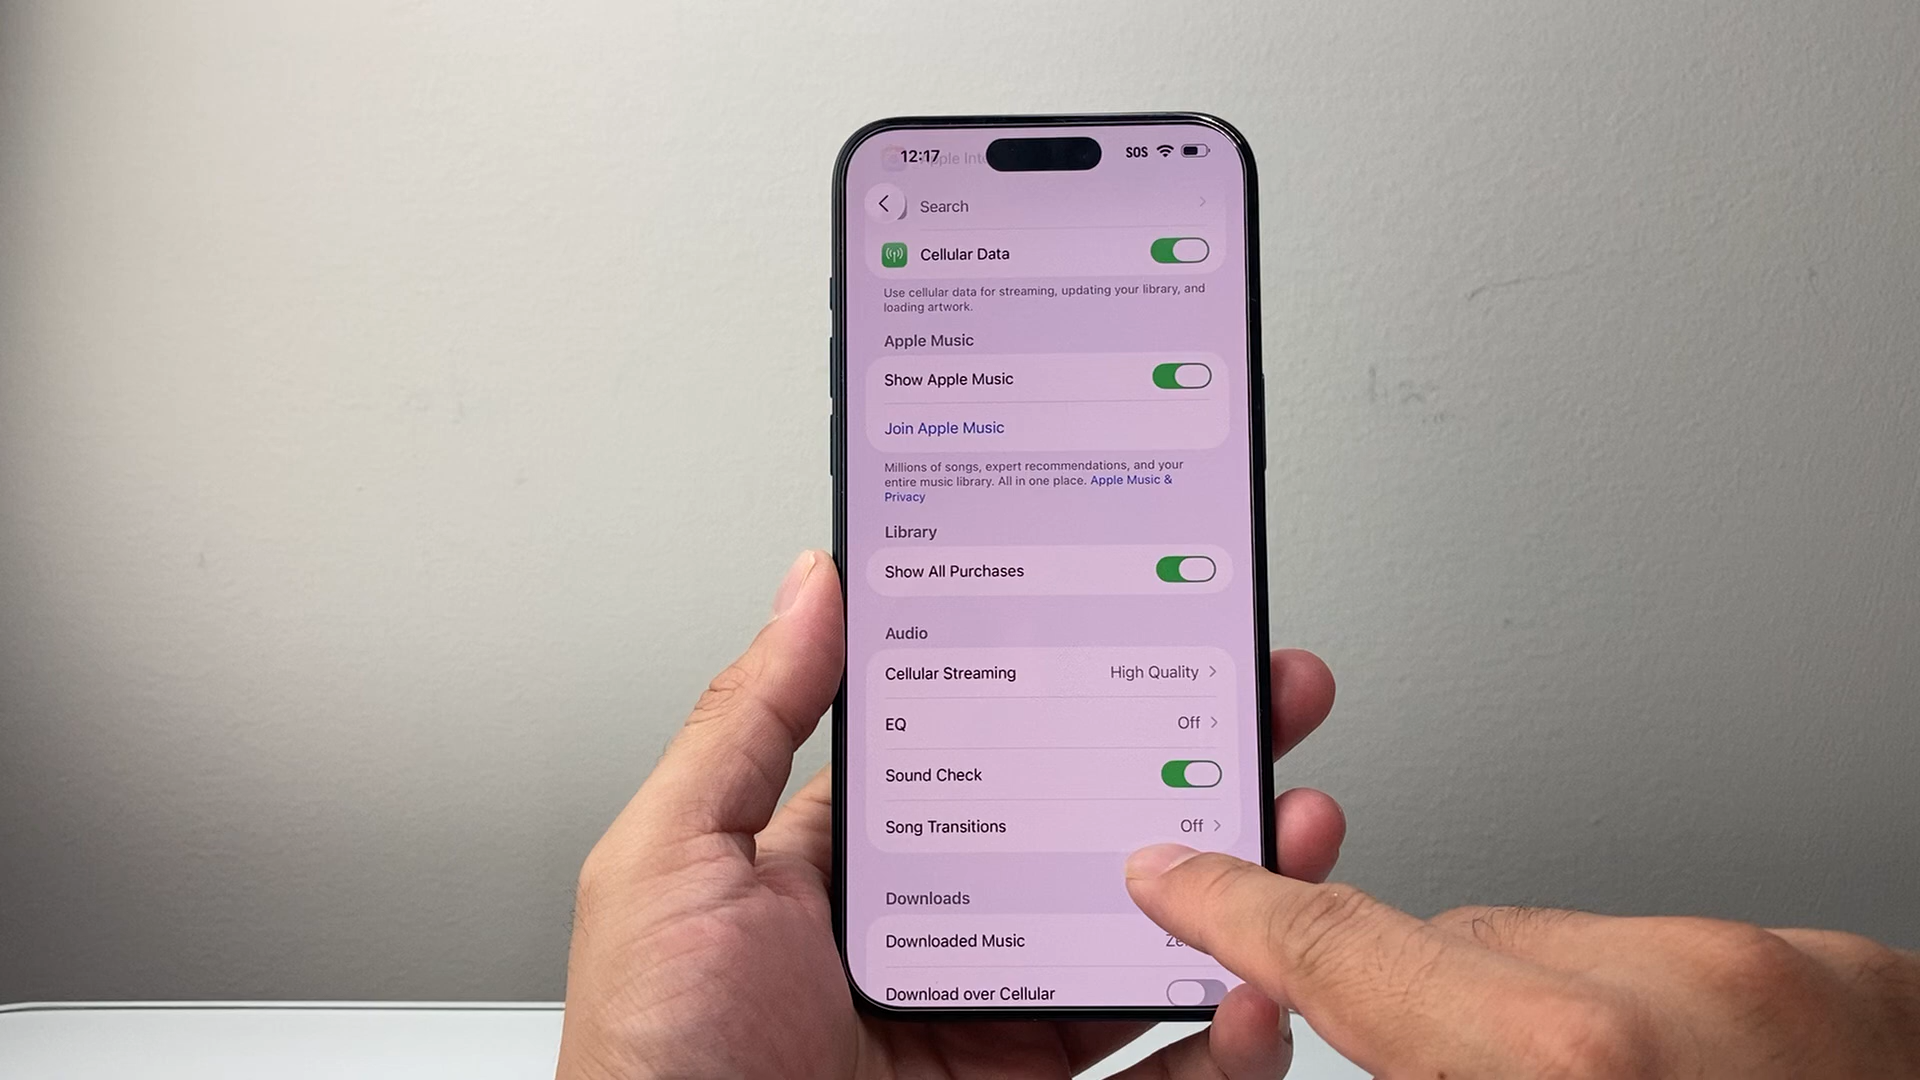 12:17
SOS
Search
Cellular Data
Use cellular data for streaming, updating your library, and
loading artwork.
Apple Music
Show Apple Music
Join Apple Music
Millions of songs, expert recommendations, and your
entire music library. All in one place. Apple Music &
Privacy
Library
Show All Purchases
Audio
Cellular Streaming High Quality
EQ Off
Sound Check
Song Transitions Off
Downloads
Downloaded Music
Download over Cellular